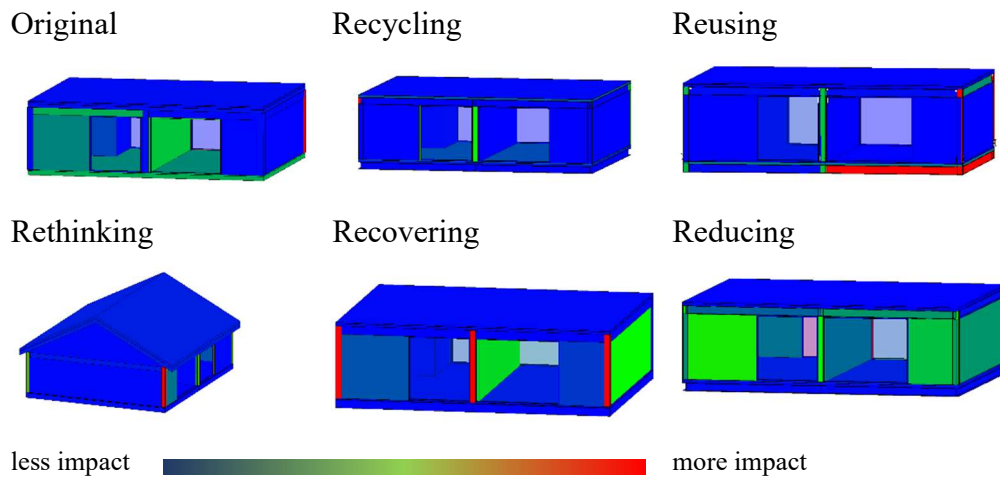 Original
Recycling
Reusing
Rethinking
Recovering
Reducing
less impact
more impact